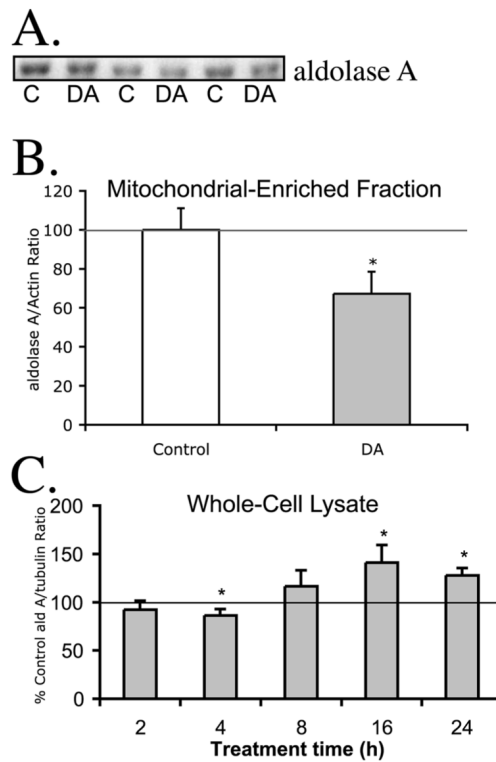 A.
aldolase A
C DA C DA C DA
B.
Mitochondrial-Enriched Fraction
aldolase A/Actin Ratio
120
100
80
60
40
20
0
*
Control DA
C.
Whole-Cell Lysate
% Control ald A/tubulin Ratio
200
150
100
50
0
* * *
2 4 8 16 24
Treatment time (h)